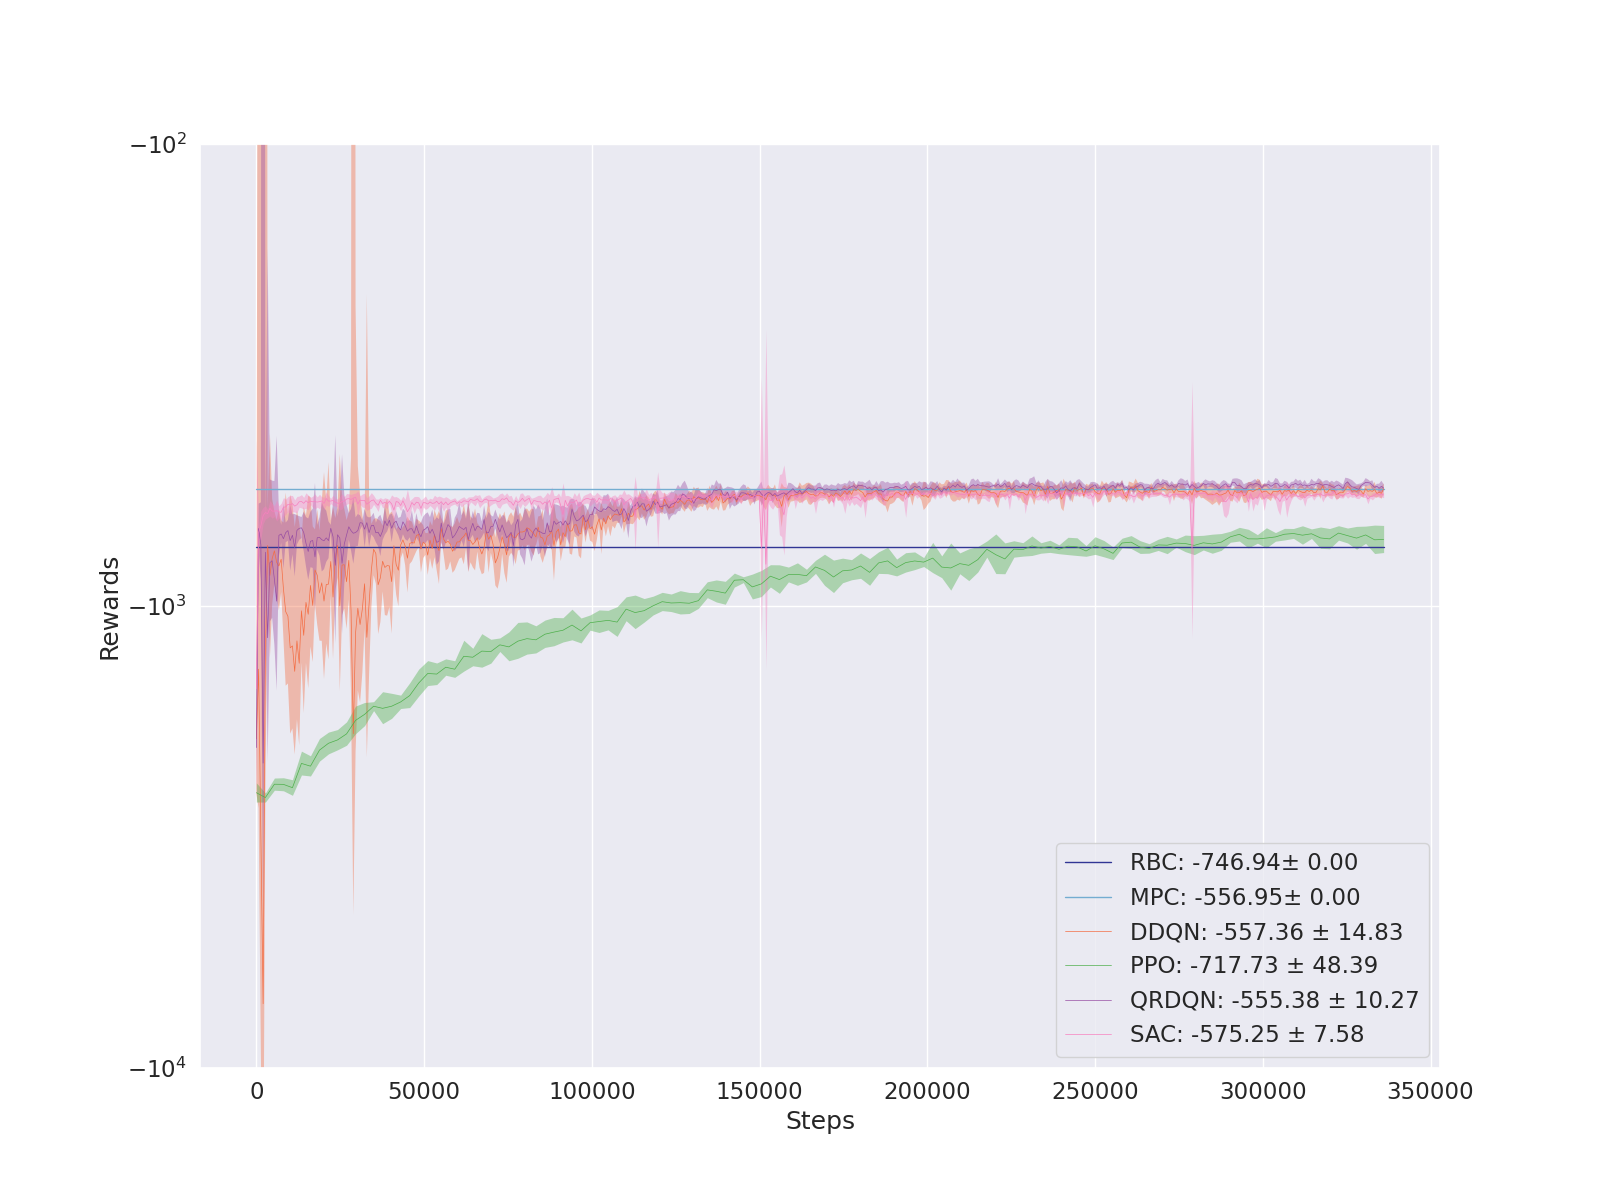 −10²
−10³
−10⁴
Rewards
0 50000 100000 150000 200000 250000 300000 350000
Steps
RBC: -746.94± 0.00
MPC: -556.95± 0.00
DDQN: -557.36 ± 14.83
PPO: -717.73 ± 48.39
QRDQN: -555.38 ± 10.27
SAC: -575.25 ± 7.58